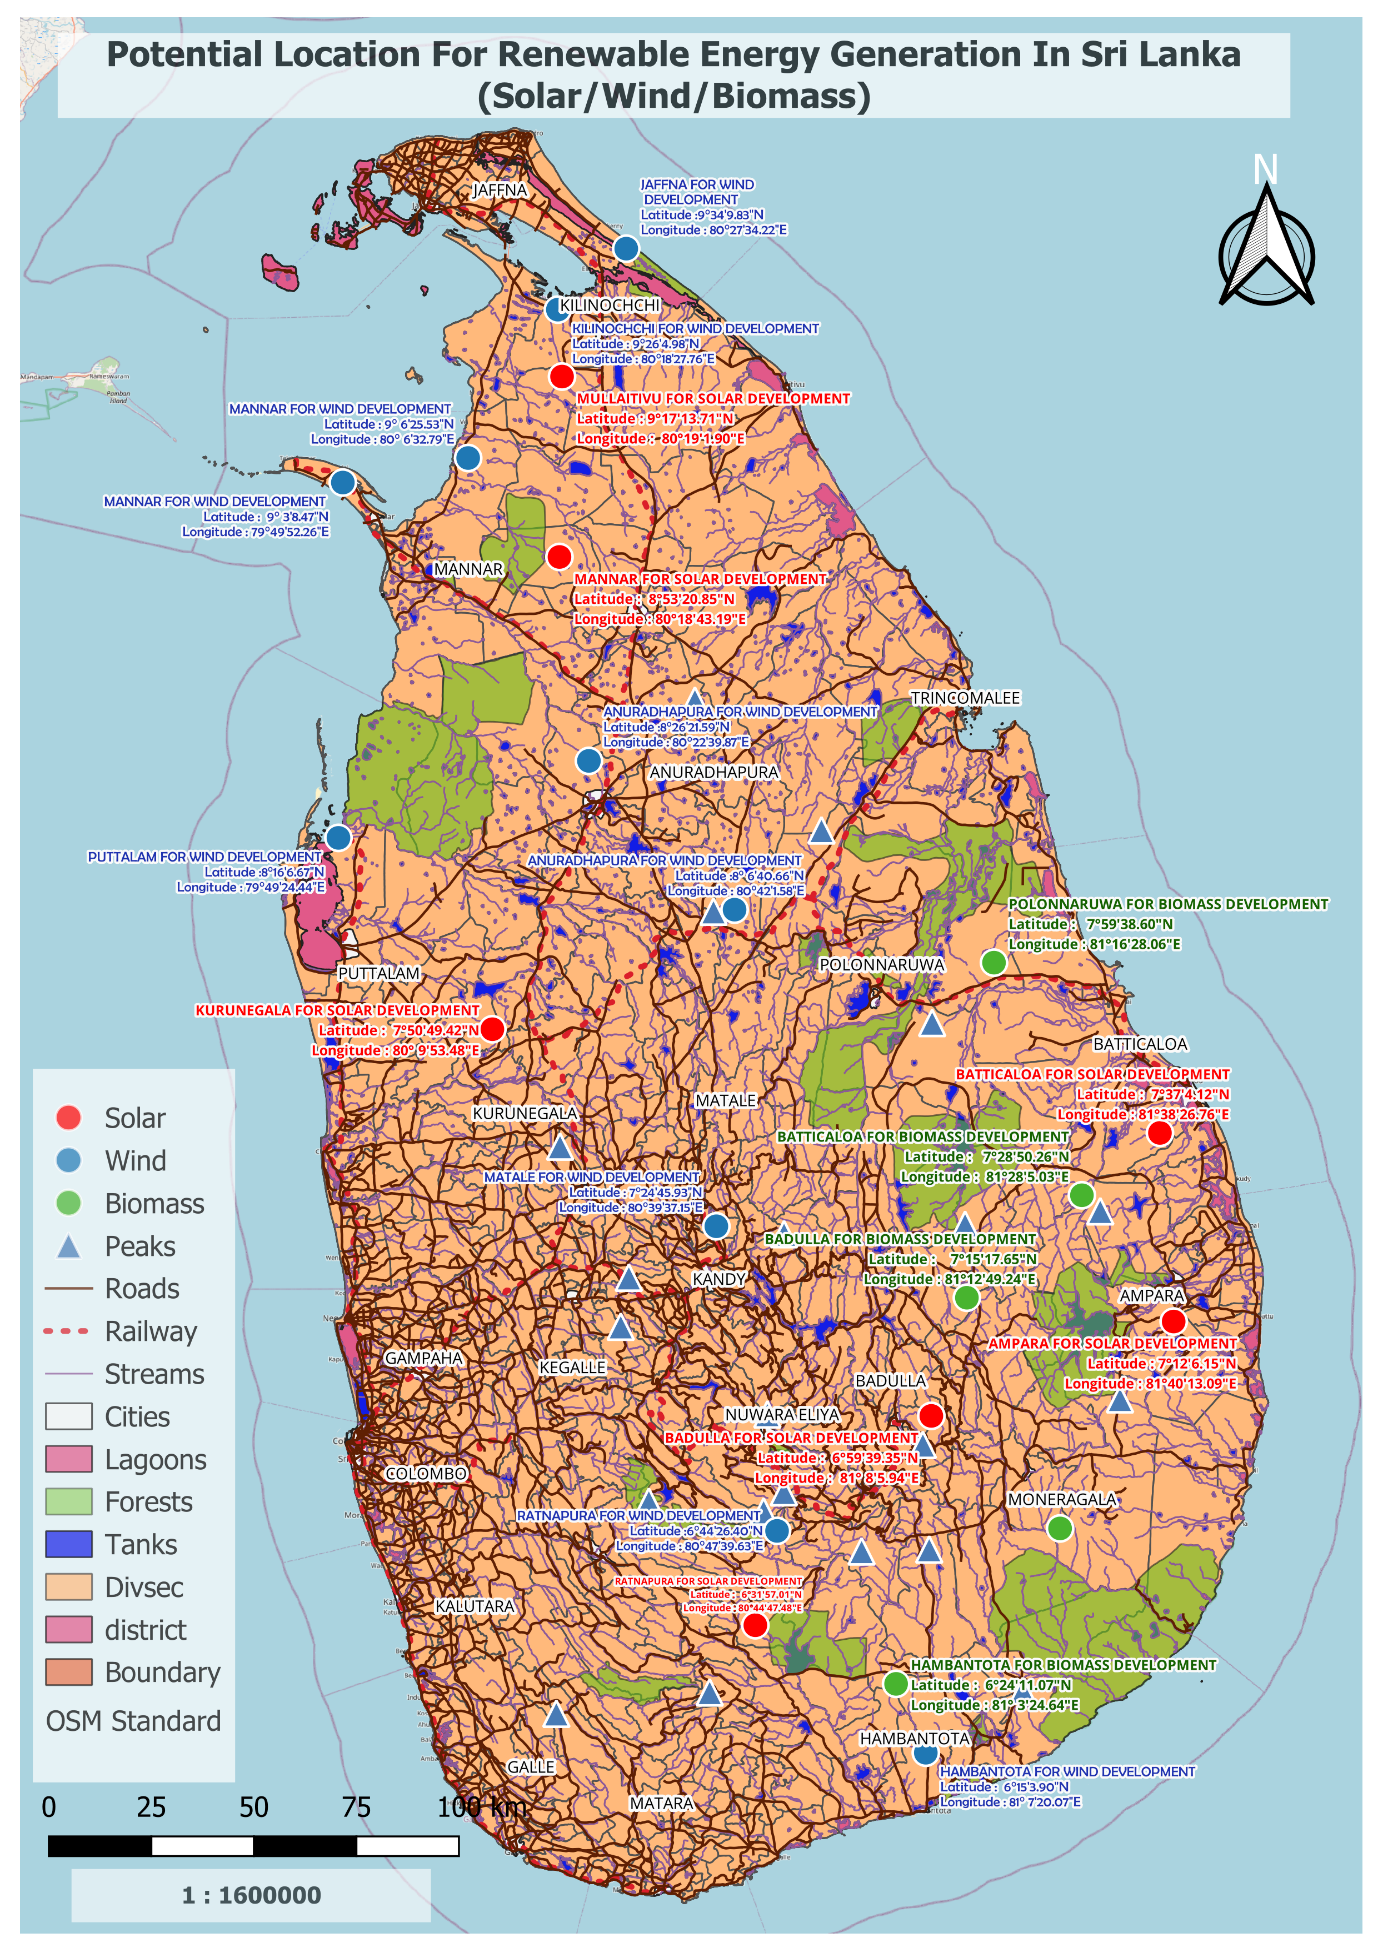 Potential Location For Renewable Energy Generation In Sri Lanka
(Solar/Wind/Biomass)
N
JAFFNA
JAFFNA FOR WIND
DEVELOPMENT
Latitude :9°34'9.83"N
Longitude : 80°27'34.22"E
KILINOCHCHI
KILINOCHCHI FOR WIND DEVELOPMENT
Latitude : 9°26'4.98"N
Longitude : 80°18'27.76"E
Mandapam
Rameswaram
Pamban
Island
MULLAITIVU FOR SOLAR DEVELOPMENT
Latitude : 9°17'13.71"N
Longitude : 80°19'1.90"E
MANNAR FOR WIND DEVELOPMENT
Latitude : 9° 6'25.53"N
Longitude : 80° 6'32.79"E
MANNAR FOR WIND DEVELOPMENT
Latitude : 9° 3'8.47"N
Longitude : 79°49'52.26"E
MANNAR
MANNAR FOR SOLAR DEVELOPMENT
Latitude : 8°53'20.85"N
Longitude : 80°18'43.19"E
TRINCOMALEE
ANURADHAPURA FOR WIND DEVELOPMENT
Latitude :8°26'21.59"N
Longitude : 80°22'39.87"E
ANURADHAPURA
PUTTALAM FOR WIND DEVELOPMENT
Latitude :8°16'6.67"N
Longitude : 79°49'24.44"E
ANURADHAPURA FOR WIND DEVELOPMENT
Latitude :8° 6'40.66"N
Longitude : 80°42'1.58"E
POLONNARUWA FOR BIOMASS DEVELOPMENT
Latitude : 7°59'38.60"N
Longitude : 81°16'28.06"E
POLONNARUWA
PUTTALAM
KURUNEGALA FOR SOLAR DEVELOPMENT
Latitude : 7°50'49.42"N
Longitude : 80° 9'53.48"E
BATTICALOA
BATTICALOA FOR SOLAR DEVELOPMENT
Latitude : 7°37'4.12"N
Longitude : 81°38'26.76"E
MATALE
KURUNEGALA
BATTICALOA FOR BIOMASS DEVELOPMENT
Latitude : 7°28'50.26"N
Longitude : 81°28'5.03"E
MATALE FOR WIND DEVELOPMENT
Latitude : 7°24'45.93"N
Longitude : 80°39'37.15"E
BADULLA FOR BIOMASS DEVELOPMENT
Latitude : 7°15'17.65"N
Longitude : 81°12'49.24"E
KANDY
AMPARA
AMPARA FOR SOLAR DEVELOPMENT
Latitude : 7°12'6.15"N
Longitude : 81°40'13.09"E
GAMPAHA
KEGALLE
BADULLA
NUWARA ELIYA
BADULLA FOR SOLAR DEVELOPMENT
Latitude : 6°59'39.35"N
Longitude : 81° 8'5.94"E
COLOMBO
MONERAGALA
RATNAPURA FOR WIND DEVELOPMENT
Latitude :6°44'26.40"N
Longitude : 80°47'39.63"E
RATNAPURA FOR SOLAR DEVELOPMENT
Latitude : 6°31'57.01"N
Longitude : 80°44'47.48"E
KALUTARA
HAMBANTOTA FOR BIOMASS DEVELOPMENT
Latitude : 6°24'11.07"N
Longitude : 81° 3'24.64"E
HAMBANTOTA
HAMBANTOTA FOR WIND DEVELOPMENT
Latitude : 6°15'3.90"N
Longitude : 81° 7'20.07"E
GALLE
MATARA
Solar
Wind
Biomass
Peaks
Roads
Railway
Streams
Cities
Lagoons
Forests
Tanks
Divsec
district
Boundary
OSM Standard
0 25 50 75 100 km
1 : 1600000